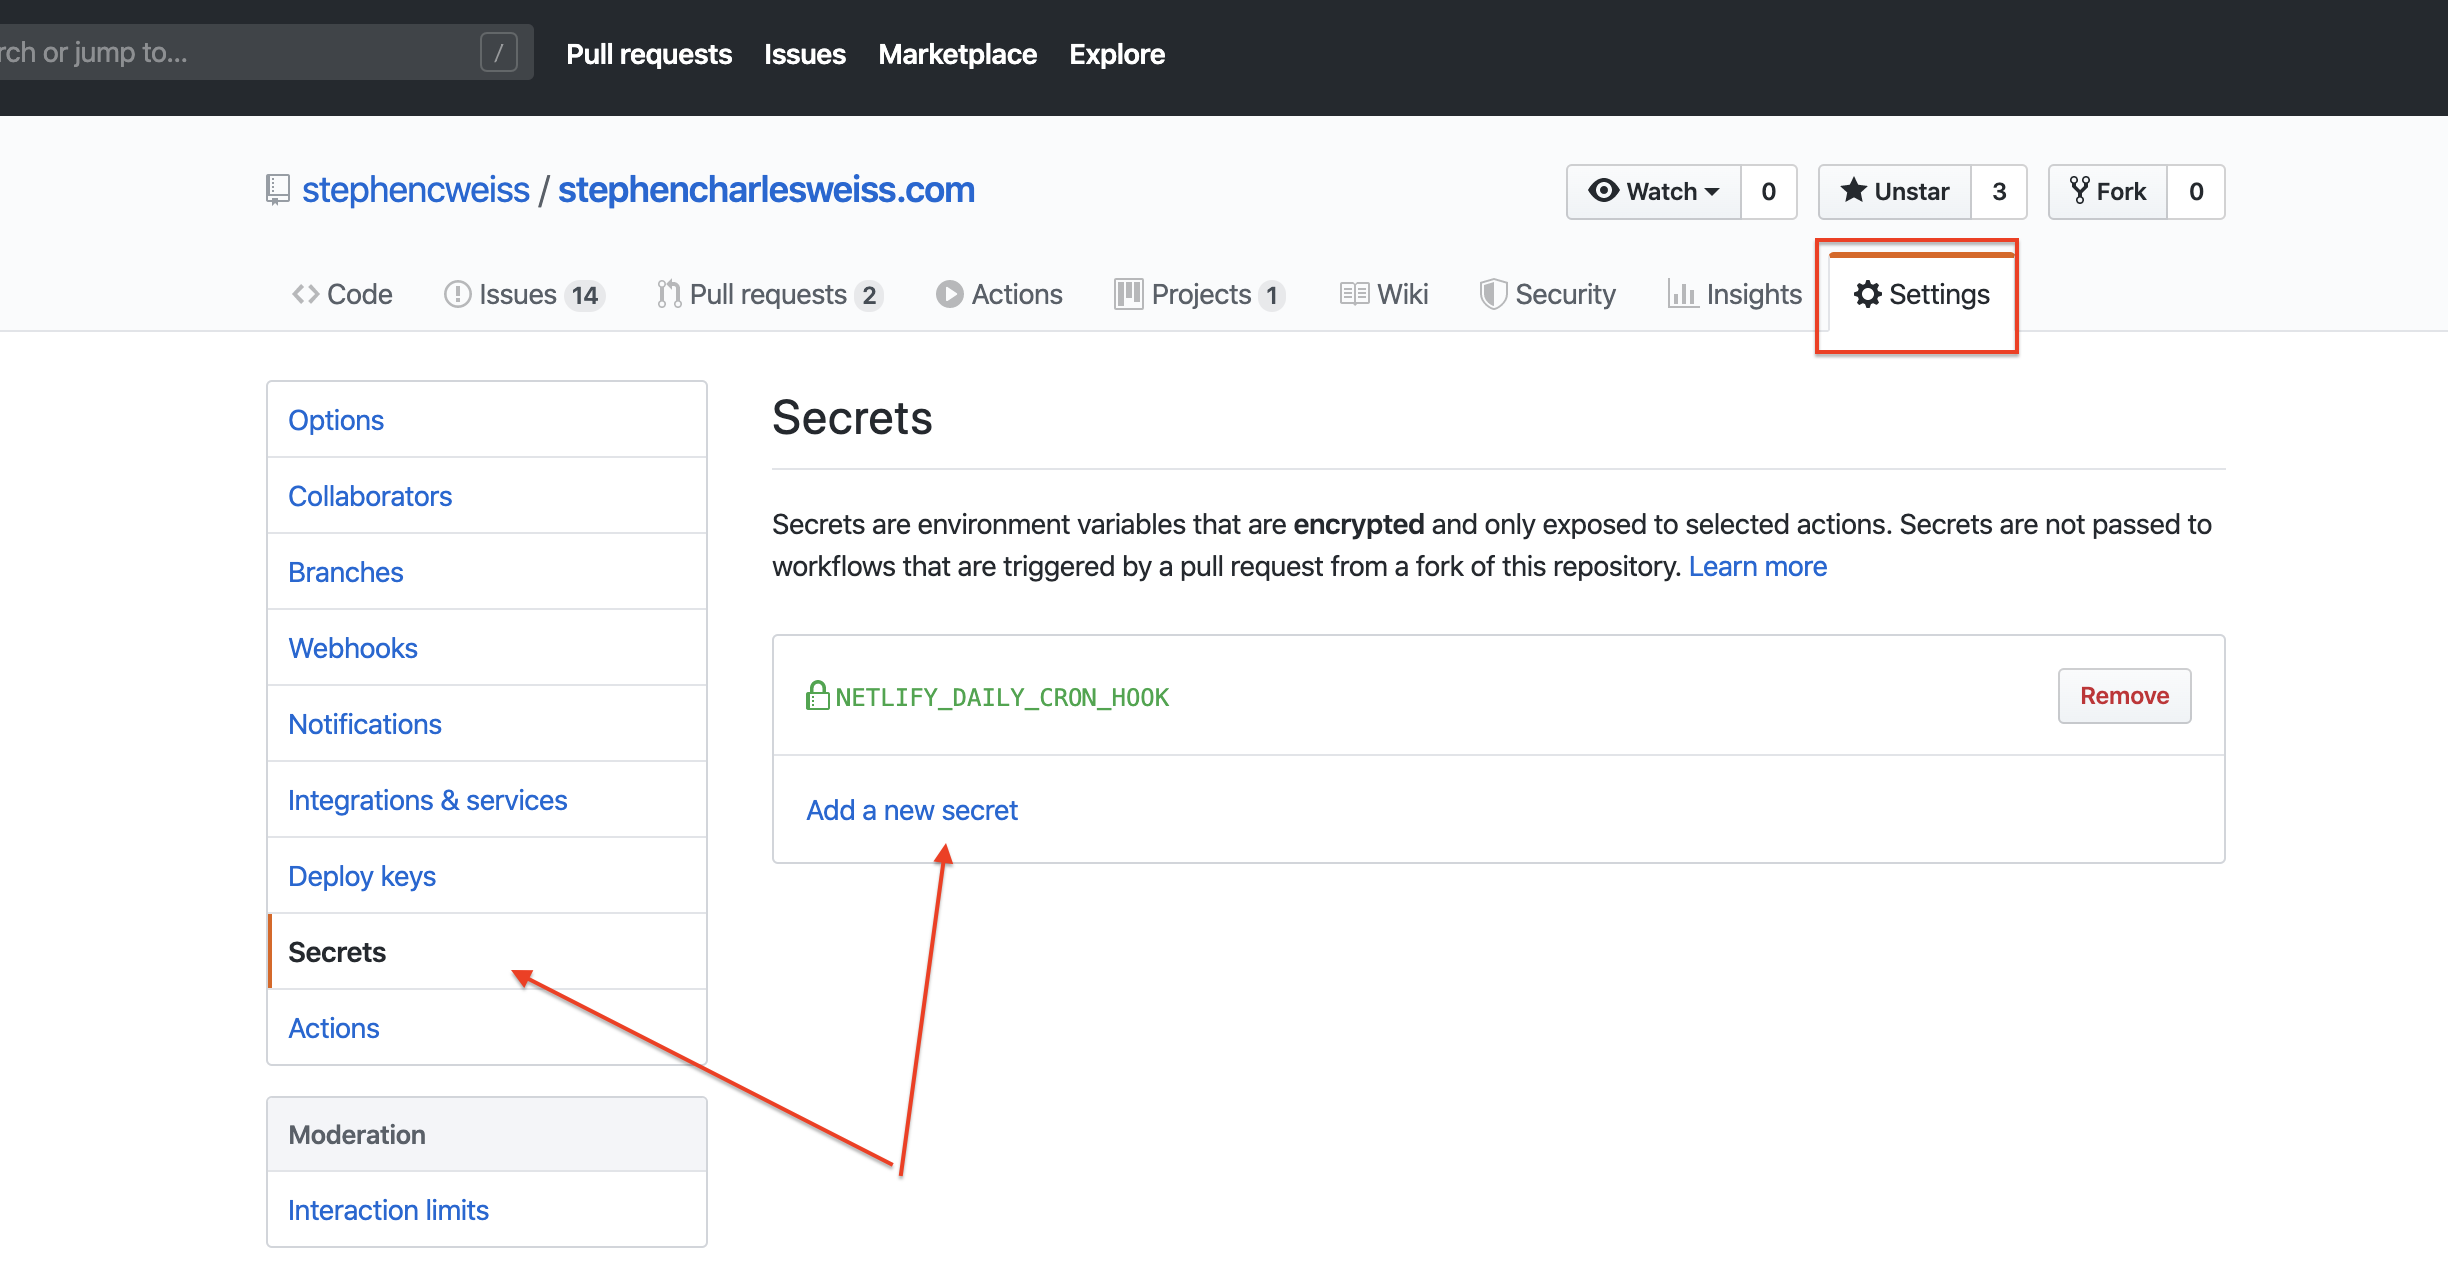 rch or jump to... / Pull requests Issues Marketplace Explore
stephencweiss / stephencharlesweiss.com Watch 0 Unstar 3 Fork 0
Code Issues 14 Pull requests 2 Actions Projects 1 Wiki Security Insights Settings
Options
Collaborators
Branches
Webhooks
Notifications
Integrations & services
Deploy keys
Secrets
Actions
Moderation
Interaction limits
Secrets
Secrets are environment variables that are encrypted and only exposed to selected actions. Secrets are not passed to
workflows that are triggered by a pull request from a fork of this repository. Learn more
NETLIFY_DAILY_CRON_HOOK Remove
Add a new secret